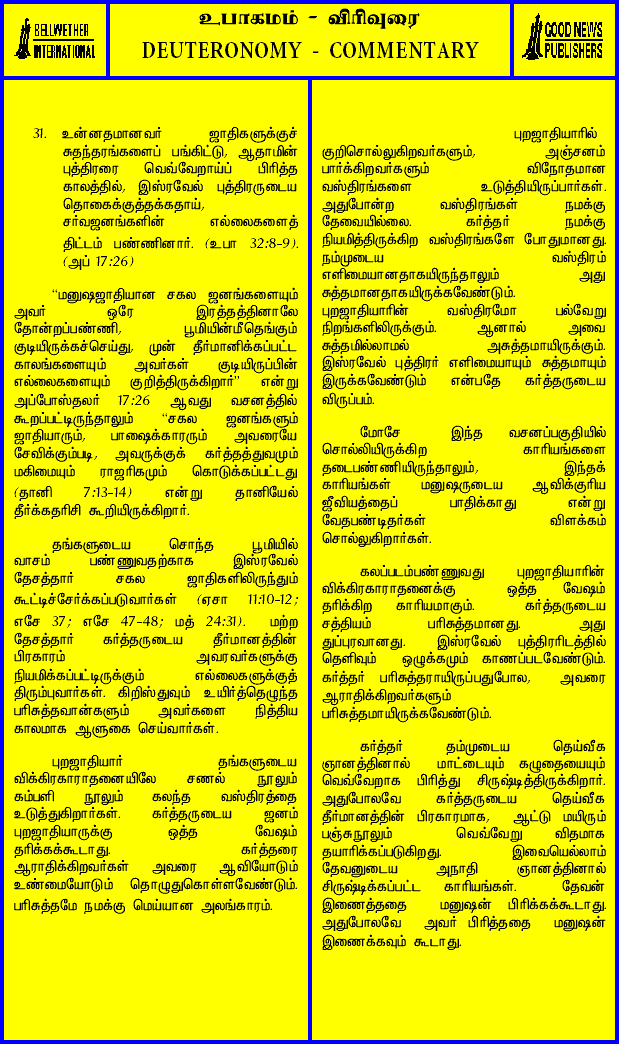 BELLWETHER
INTERNATIONAL
உபாகமம் - விரிவுரை
DEUTERONOMY - COMMENTARY
GOOD NEWS
PUBLISHERS
31. உன்னதமானவர் ஜாதிகளுக்குச்
சுதந்தரங்களைப் பங்கிட்டு, ஆதாமின்
புத்திரரை வெவ்வேறாய்ப் பிரித்த
காலத்தில், இஸ்ரவேல் புத்திரருடைய
தொகைக்குத்தக்கதாய்,
சர்வஜனங்களின் எல்லைகளைத்
திட்டம் பண்ணினார். (உபா 32:8-9).
(அப் 17:26)
“மனுஷஜாதியான சகல ஜனங்களையும்
அவர் ஒரே இரத்தத்தினாலே
தோன்றப்பண்ணி, பூமியின்மீதெங்கும்
குடியிருக்கச்செய்து, முன் தீர்மானிக்கப்பட்ட
காலங்களையும் அவர்கள் குடியிருப்பின்
எல்லைகளையும் குறித்திருக்கிறார்” என்று
அப்போஸ்தலர் 17:26 ஆவது வசனத்தில்
கூறப்பட்டிருந்தாலும் “சகல ஜனங்களும்
ஜாதியாரும், பாஷைக்காரரும் அவரையே
சேவிக்கும்படி, அவருக்குக் கர்த்தத்துவமும்
மகிமையும் ராஜரிகமும் கொடுக்கப்பட்டது
(தானி 7:13-14) என்று தானியேல்
தீர்க்கதரிசி கூறியிருக்கிறார்.
தங்களுடைய சொந்த பூமியில்
வாசம் பண்ணுவதற்காக இஸ்ரவேல்
தேசத்தார் சகல ஜாதிகளிலிருந்தும்
கூட்டிச்சேர்க்கப்படுவார்கள் (ஏசா 11:10-12;
எசே 37; எசே 47-48; மத் 24:31). மற்ற
தேசத்தார் கர்த்தருடைய தீர்மானத்தின்
பிரகாரம் அவரவர்களுக்கு
நியமிக்கப்பட்டிருக்கும் எல்லைகளுக்குத்
திரும்புவார்கள். கிறிஸ்துவும் உயிர்த்தெழுந்த
பரிசுத்தவான்களும் அவர்களை நித்திய
காலமாக ஆளுகை செய்வார்கள்.
புறஜாதியார் தங்களுடைய
விக்கிரகாராதனையிலே சணல் நூலும்
கம்பளி நூலும் கலந்த வஸ்திரத்தை
உடுத்துகிறார்கள். கர்த்தருடைய ஜனம்
புறஜாதியாருக்கு ஒத்த வேஷம்
தரிக்கக்கூடாது. கர்த்தரை
ஆராதிக்கிறவர்கள் அவரை ஆவியோடும்
உண்மையோடும் தொழுதுகொள்ளவேண்டும்.
பரிசுத்தமே நமக்கு மெய்யான அலங்காரம்.
புறஜாதியாரில்
குறிசொல்லுகிறவர்களும், அஞ்சனம்
பார்க்கிறவர்களும் விநோதமான
வஸ்திரங்களை உடுத்தியிருப்பார்கள்.
அதுபோன்ற வஸ்திரங்கள் நமக்கு
தேவையில்லை. கர்த்தர் நமக்கு
நியமித்திருக்கிற வஸ்திரங்களே போதுமானது.
நம்முடைய வஸ்திரம்
எளிமையானதாகயிருந்தாலும் அது
சுத்தமானதாகயிருக்கவேண்டும்.
புறஜாதியாரின் வஸ்திரமோ பல்வேறு
நிறங்களிலிருக்கும். ஆனால் அவை
சுத்தமில்லாமல் அசுத்தமாயிருக்கும்.
இஸ்ரவேல் புத்திரர் எளிமையாயும் சுத்தமாயும்
இருக்கவேண்டும் என்பதே கர்த்தருடைய
விருப்பம்.
மோசே இந்த வசனப்பகுதியில்
சொல்லியிருக்கிற காரியங்களை
தடைபண்ணியிருந்தாலும், இந்தக்
காரியங்கள் மனுஷருடைய ஆவிக்குரிய
ஜீவியத்தைப் பாதிக்காது என்று
வேதபண்டிதர்கள் விளக்கம்
சொல்லுகிறார்கள்.
கலப்படம்பண்ணுவது புறஜாதியாரின்
விக்கிரகாராதனைக்கு ஒத்த வேஷம்
தரிக்கிற காரியமாகும். கர்த்தருடைய
சத்தியம் பரிசுத்தமானது. அது
துப்புரவானது. இஸ்ரவேல் புத்திரரிடத்தில்
தெளிவும் ஒழுக்கமும் காணப்படவேண்டும்.
கர்த்தர் பரிசுத்தராயிருப்பதுபோல, அவரை
ஆராதிக்கிறவர்களும்
பரிசுத்தமாயிருக்கவேண்டும்.
கர்த்தர் தம்முடைய தெய்வீக
ஞானத்தினால் மாட்டையும் கழுதையையும்
வெவ்வேறாக பிரித்து சிருஷ்டித்திருக்கிறார்.
அதுபோலவே கர்த்தருடைய தெய்வீக
தீர்மானத்தின் பிரகாரமாக, ஆட்டு மயிரும்
பஞ்சுநூலும் வெவ்வேறு விதமாக
தயாரிக்கப்படுகிறது. இவையெல்லாம்
தேவனுடைய அநாதி ஞானத்தினால்
சிருஷ்டிக்கப்பட்ட காரியங்கள். தேவன்
இணைத்ததை மனுஷன் பிரிக்கக்கூடாது.
அதுபோலவே அவர் பிரித்ததை மனுஷன்
இணைக்கவும் கூடாது.